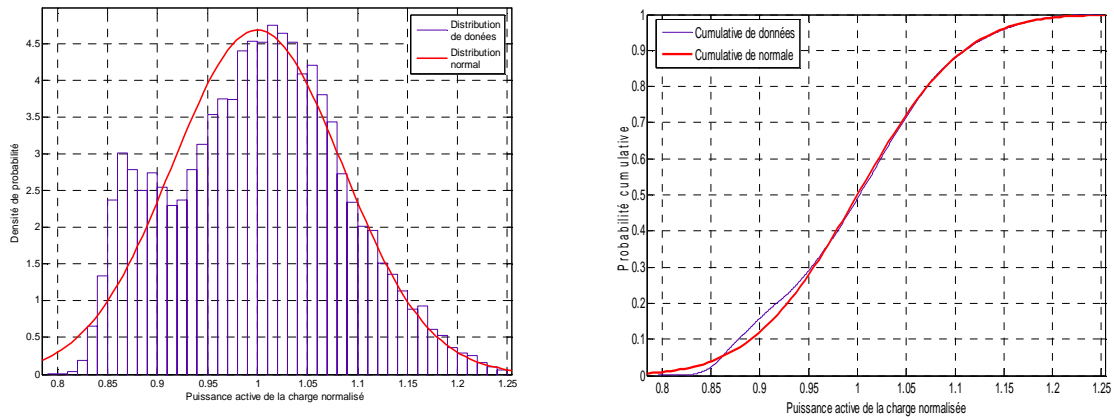 Distribution
de donées
Distribution
normal
Densité de probabilité
4.5
4
3.5
3
2.5
2
1.5
1
0.5
0
0.8 0.85 0.9 0.95 1 1.05 1.1 1.15 1.2 1.25
Puissance active de la charge normalisé
Cumulative de données
Cumulative de normale
Probabilité cumulative
1
0.9
0.8
0.7
0.6
0.5
0.4
0.3
0.2
0.1
0
0.8 0.85 0.9 0.95 1 1.05 1.1 1.15 1.2 1.25
Puissance active de la charge normalisée